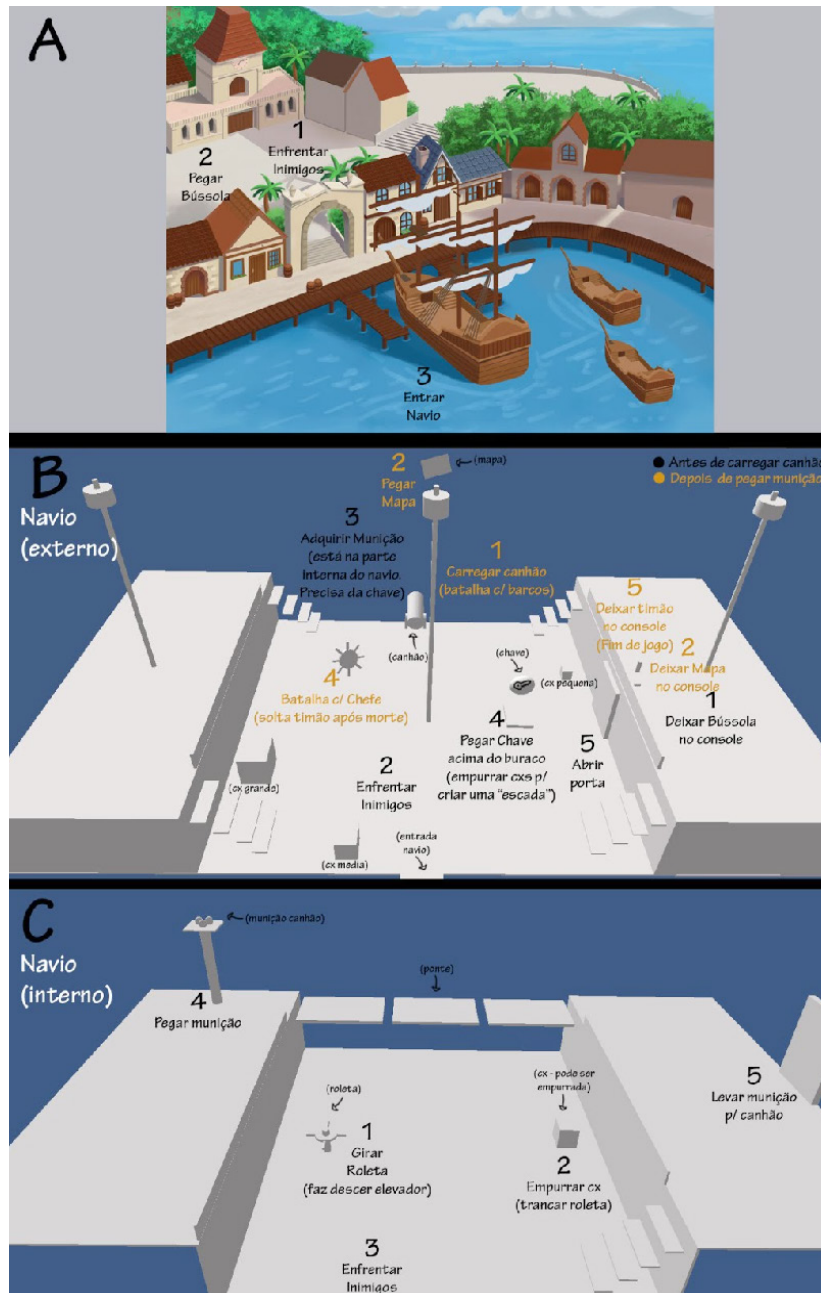 A
1
Enfrentar
Inimigos
2
Pegar
Bússola
3
Entrar
Navio
B
Navio
(externo)
2
Pegar
Mapa
(mapa)
Antes de carregar canhão
Depois de pegar munição
3
Adquirir Munição
(está na parte
Interna do navio.
Precisa da chave)
1
Carregar canhão
(batalha c/ barcos)
5
Deixar timão
no console
(Fim de jogo)
(canhão)
(chave)
(cx pequena)
2
Deixar Mapa
no console
4
Batalha c/ Chefe
(solta timão após morte)
1
Deixar Bússola
no console
4
Pegar Chave
acima do buraco
(empurrar cxs p/
criar uma "escada")
5
Abrir
porta
(cx grande)
2
Enfrentar
Inimigos
(entrada
navio)
(cx média)
C
Navio
(interno)
(munição canhão)
(ponte)
4
Pegar munição
(roleta)
(cx - pode ser
empurrada)
5
Levar munição
p/ canhão
1
Girar
Roleta
(faz descer elevador)
2
Empurrar cx
(trancar roleta)
3
Enfrentar
Inimigos